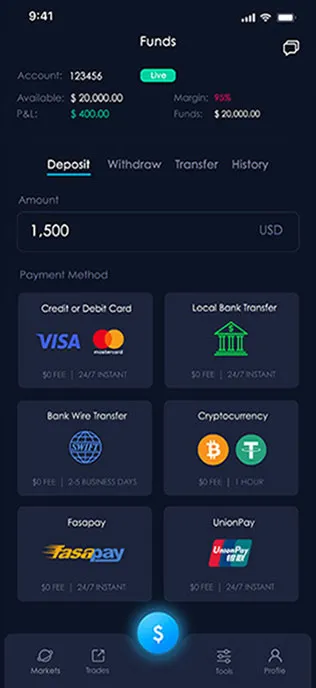 9:41
Funds
Account: 123456 Live
Available: $ 20,000.00 Margin: 95%
P&L: $ 400.00 Funds: $ 20,000.00
Deposit Withdraw Transfer History
Amount
1,500 USD
Payment Method
Credit or Debit Card Local Bank Transfer
VISA mastercard $
$0 FEE | 24/7 INSTANT $0 FEE | 24/7 INSTANT
Bank Wire Transfer Cryptocurrency
SWIFT ₿ ₮
$0 FEE | 2-5 BUSINESS DAYS $0 FEE | 1 HOUR
Fasapay UnionPay
Fasapay UnionPay 银联
$0 FEE | 24/7 INSTANT $0 FEE | 24/7 INSTANT
$
Markets Trades Tools Profile